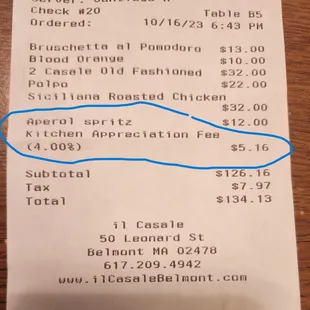 Server:
Check #20 Table B5
Ordered: 10/16/23 6:43 PM
Bruschetta al Pomodoro $13.00
Blood Orange $10.00
2 Casale Old Fashioned $32.00
Polpo $22.00
Siciliana Roasted Chicken
$32.00
Aperol spritz $12.00
Kitchen Appreciation Fee
(4.00%) $5.16
Subtotal $126.16
Tax $7.97
Total $134.13
il Casale
50 Leonard St
Belmont MA 02478
617.209.4942
www.ilCasaleBelmont.com